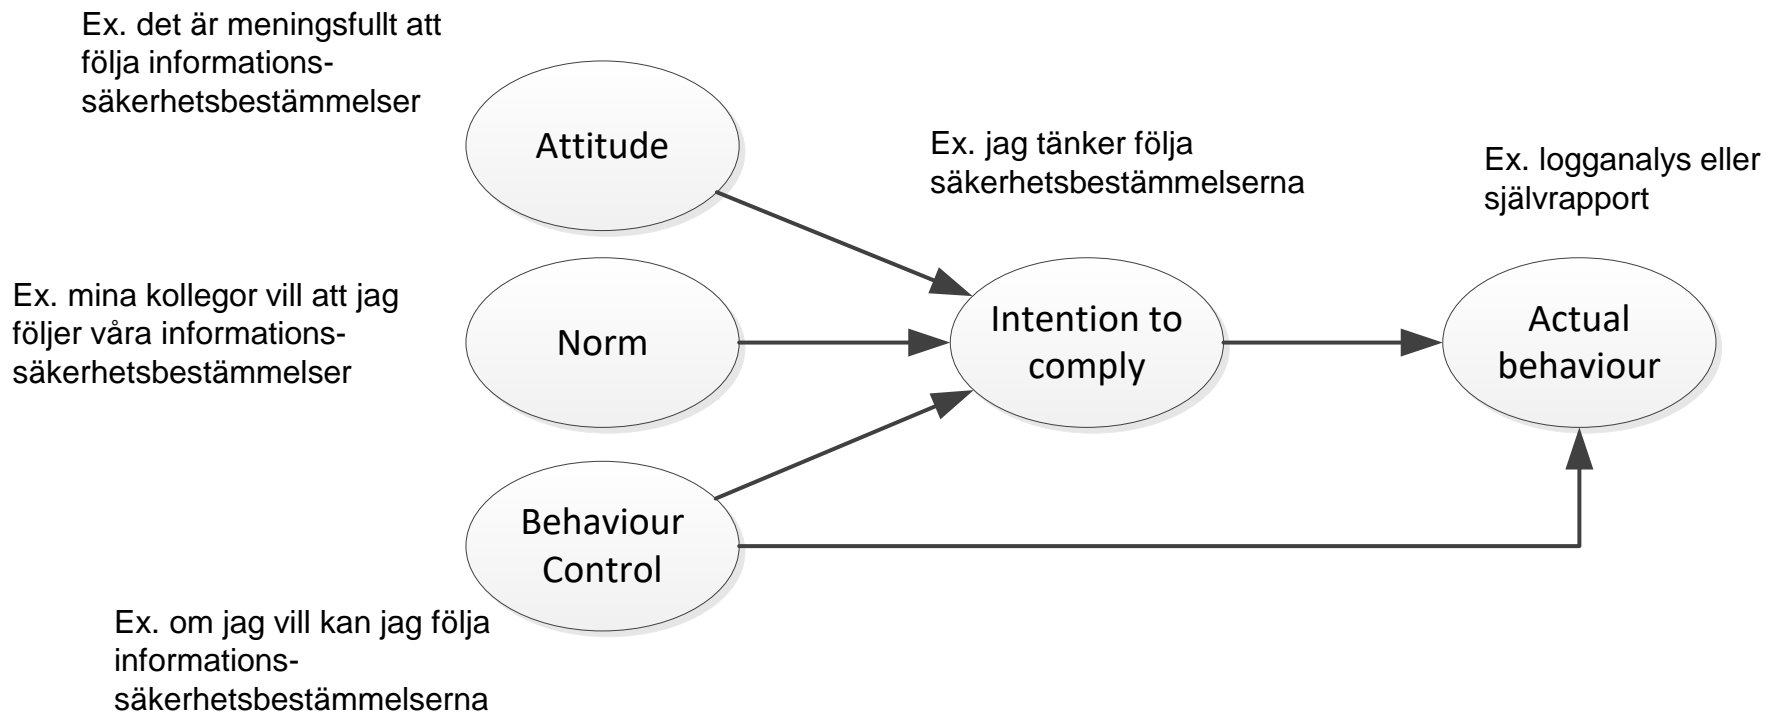 Ex. det är meningsfullt att
följa informations-
säkerhetsbestämmelser
Attitude
Ex. jag tänker följa
säkerhetsbestämmelserna
Ex. logganalys eller
självrapport
Ex. mina kollegor vill att jag
följer våra informations-
säkerhetsbestämmelser
Norm
Intention to
comply
Actual
behaviour
Behaviour
Control
Ex. om jag vill kan jag följa
informations-
säkerhetsbestämmelserna